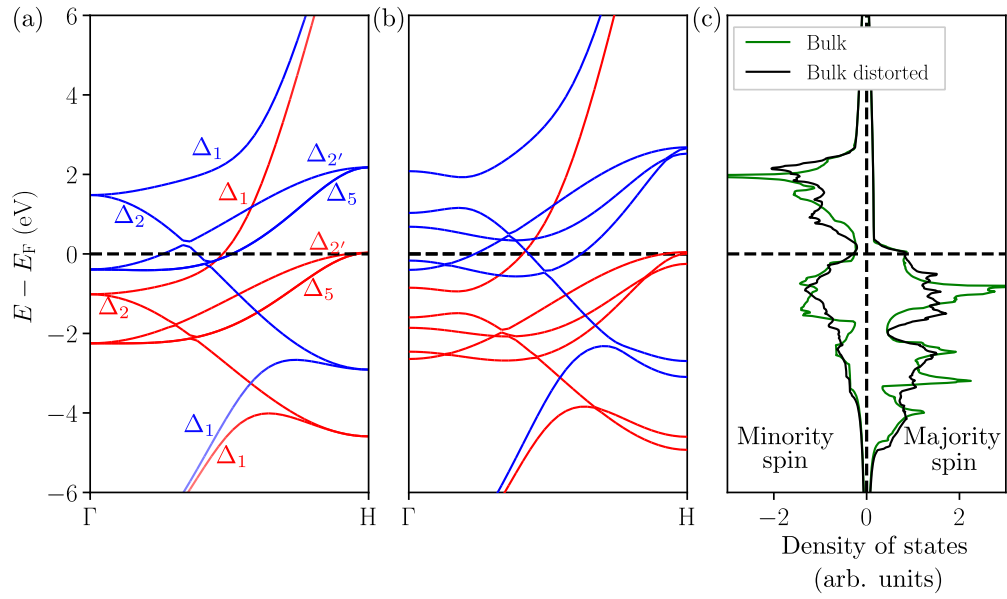 (a)
(b)
(c)
6
4
2
0
−2
−4
−6
E − E_F (eV)
Δ1
Δ2′
Δ1
Δ5
Δ2
Δ2′
Δ2
Δ5
Δ1
Δ1
Γ
H
Γ
H
Bulk
Bulk distorted
Minority
spin
Majority
spin
−2
0
2
Density of states
(arb. units)